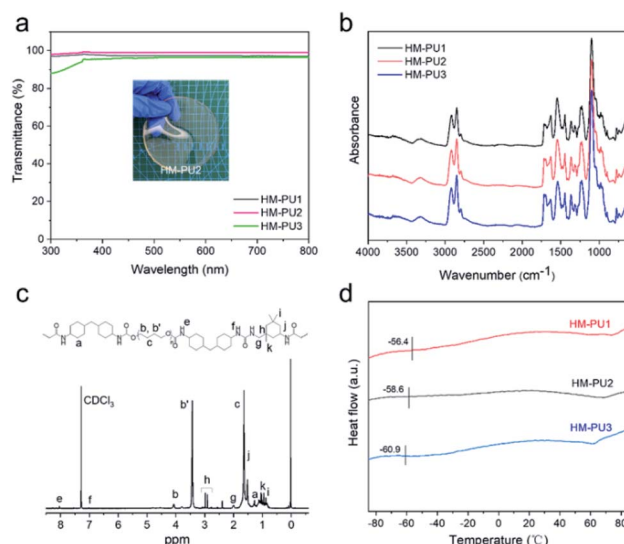 a
Transmittance (%)
100
80
60
40
20
0
HM-PU2
HM-PU1
HM-PU2
HM-PU3
300 400 500 600 700 800
Wavelength (nm)
b
Absorbance
HM-PU1
HM-PU2
HM-PU3
4000 3500 3000 2500 2000 1500 1000
Wavenumber (cm-1)
c
O
N
H
a
H
N
O
O
b, b'
c
O
O
e
H
N
f
H
N
O
H
N
g
h
i
k
j
N
H
O
CDCl3
e f b b' h g c j a k i
8 7 6 5 4 3 2 1 0
ppm
d
Heat flow (a.u.)
HM-PU1
-56.4
HM-PU2
-58.6
HM-PU3
-60.9
-80 -60 -40 -20 0 20 40 60 80
Temperature (℃)